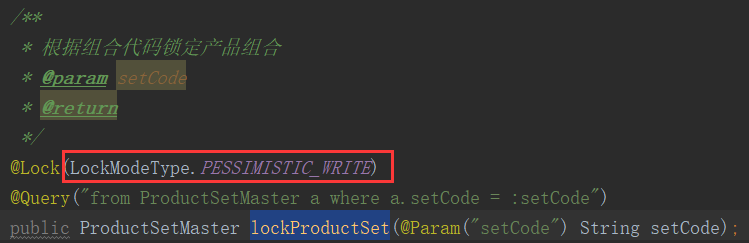 /**
* 根据组合代码锁定产品组合
* @param setCode
* @return
*/
@Lock(LockModeType.PESSIMISTIC_WRITE)
@Query("from ProductSetMaster a where a.setCode = :setCode")
public ProductSetMaster lockProductSet(@Param("setCode") String setCode);